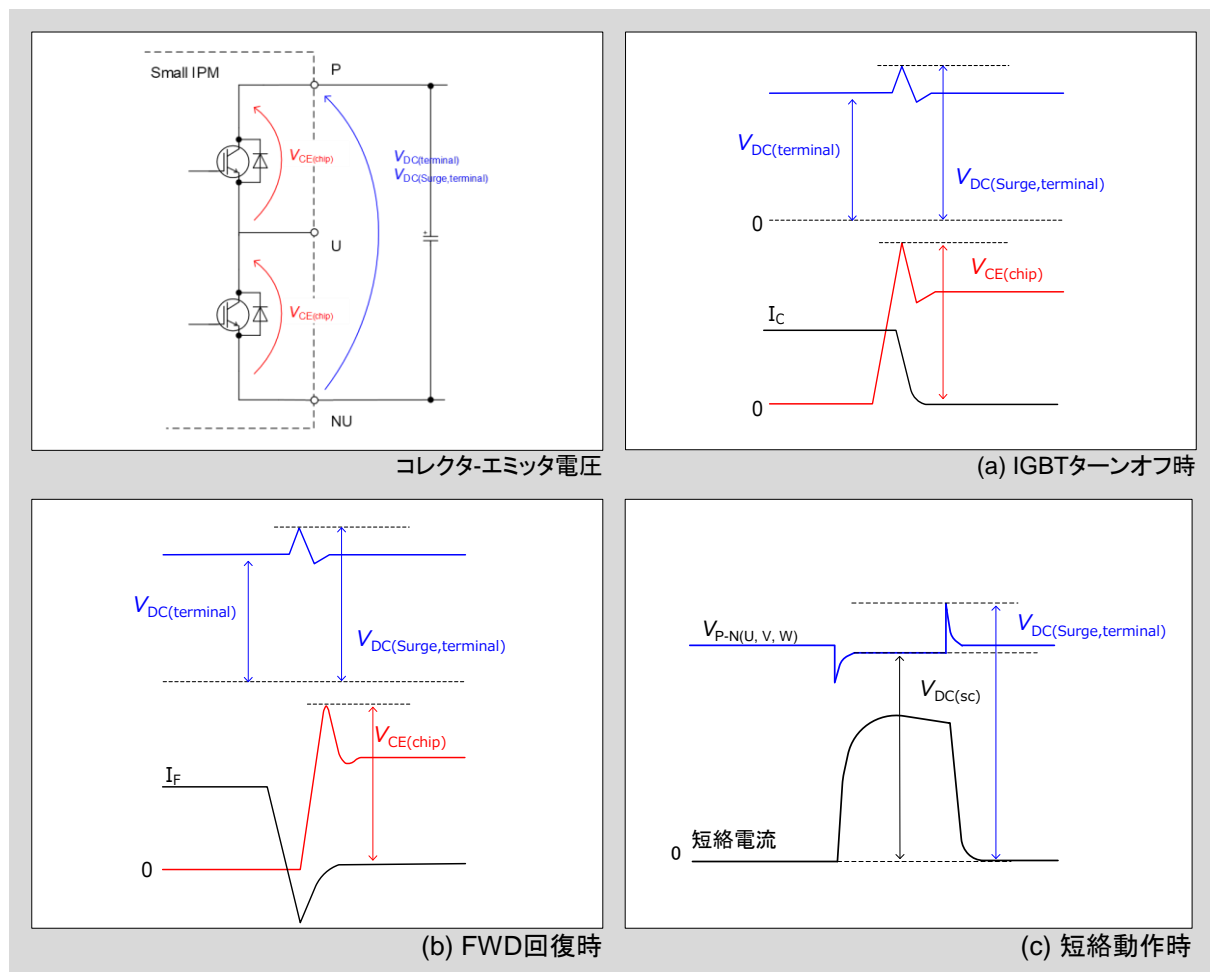 Small IPM
P
VCE(chip)
VDC(terminal)
VDC(Surge,terminal)
U
VCE(chip)
NU
コレクタ-エミッタ電圧
VDC(terminal)
VDC(Surge,terminal)
0
VCE(chip)
IC
0
(a) IGBTターンオフ時
VDC(terminal)
VDC(Surge,terminal)
VCE(chip)
IF
0
(b) FWD回復時
VP-N(U, V, W)
VDC(Surge,terminal)
VDC(sc)
短絡電流
0
(c) 短絡動作時